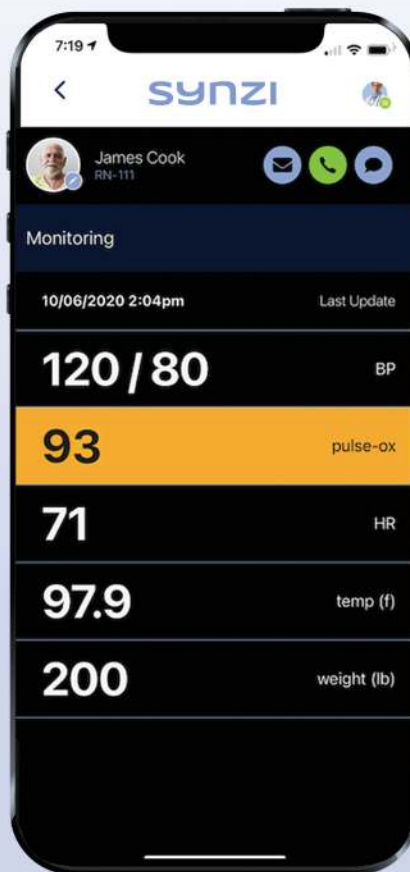 7:19
SYNZI
James Cook
RN-111
Monitoring
10/06/2020 2:04pm Last Update
120 / 80 BP
93 pulse-ox
71 HR
97.9 temp (f)
200 weight (lb)